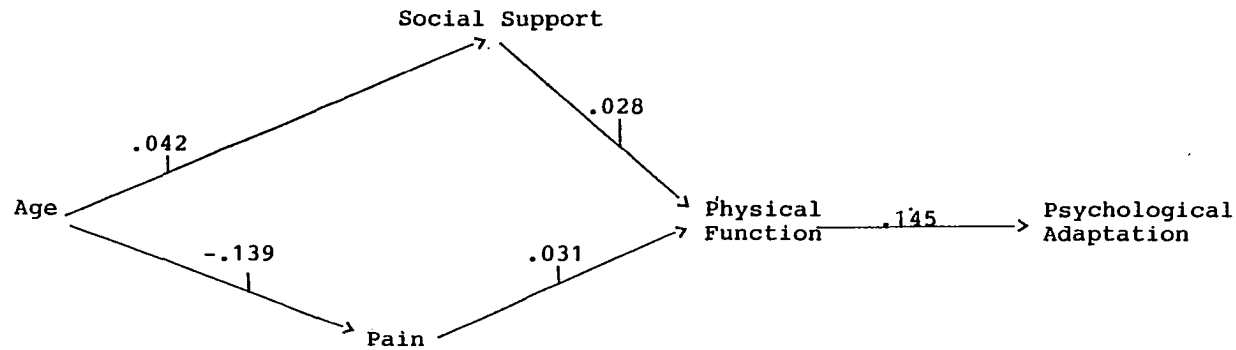 Social Support
.042
.028
Age
Physical
Function
.145
Psychological
Adaptation
-.139
.031
Pain